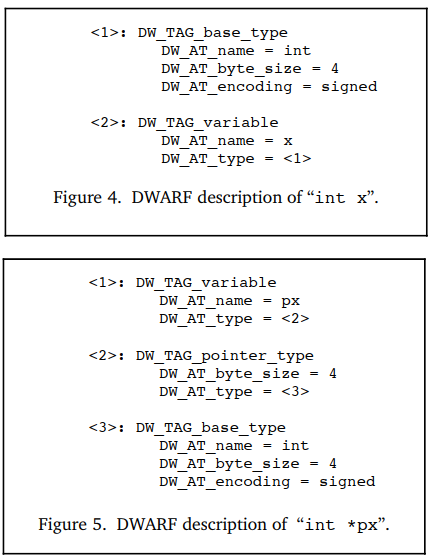 <1>: DW_TAG_base_type
DW_AT_name = int
DW_AT_byte_size = 4
DW_AT_encoding = signed
<2>: DW_TAG_variable
DW_AT_name = x
DW_AT_type = <1>
Figure 4. DWARF description of “int x”.
<1>: DW_TAG_variable
DW_AT_name = px
DW_AT_type = <2>
<2>: DW_TAG_pointer_type
DW_AT_byte_size = 4
DW_AT_type = <3>
<3>: DW_TAG_base_type
DW_AT_name = int
DW_AT_byte_size = 4
DW_AT_encoding = signed
Figure 5. DWARF description of “int *px”.